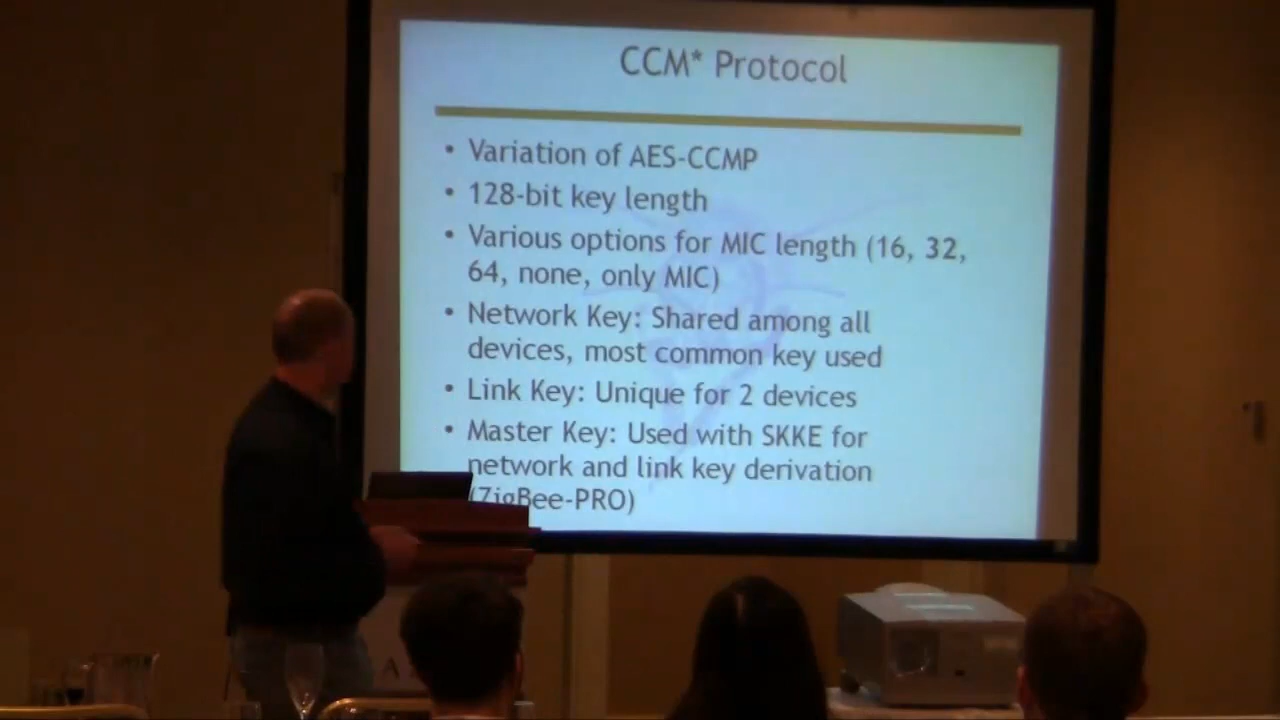 CCM* Protocol
• Variation of AES-CCMP
• 128-bit key length
• Various options for MIC length (16, 32,
64, none, only MIC)
• Network Key: Shared among all
devices, most common key used
• Link Key: Unique for 2 devices
• Master Key: Used with SKKE for
network and link key derivation
(ZigBee-PRO)
A